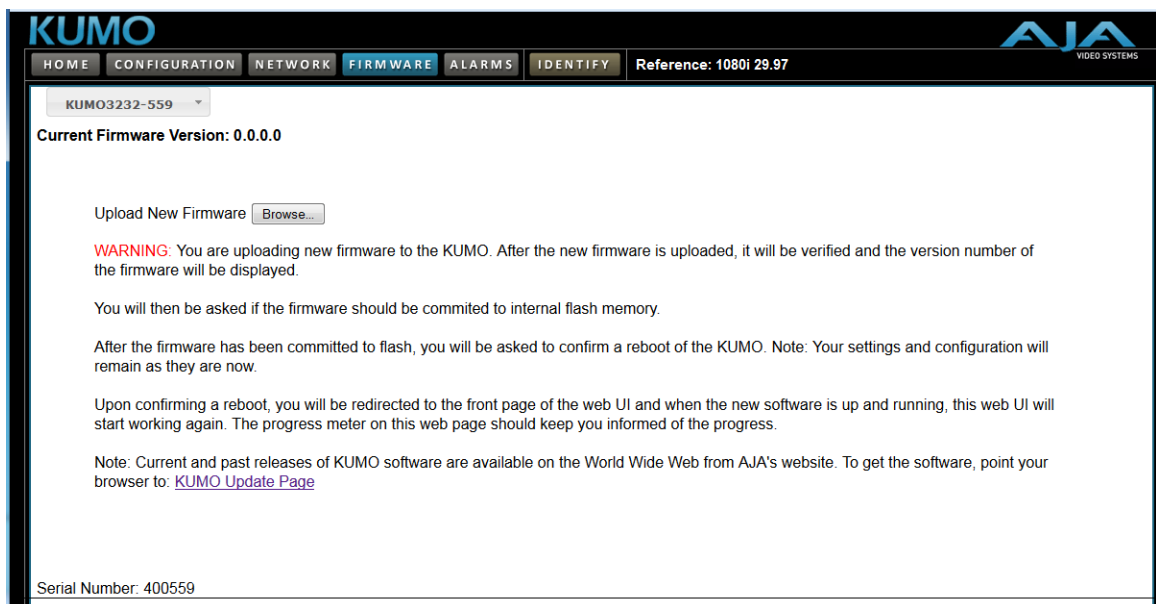 KUMO
AJA
VIDEO SYSTEMS
HOME CONFIGURATION NETWORK FIRMWARE ALARMS IDENTIFY Reference: 1080i 29.97
KUMO3232-559
Current Firmware Version: 0.0.0.0
Upload New Firmware Browse...
WARNING: You are uploading new firmware to the KUMO. After the new firmware is uploaded, it will be verified and the version number of
the firmware will be displayed.
You will then be asked if the firmware should be commited to internal flash memory.
After the firmware has been committed to flash, you will be asked to confirm a reboot of the KUMO. Note: Your settings and configuration will
remain as they are now.
Upon confirming a reboot, you will be redirected to the front page of the web UI and when the new software is up and running, this web UI will
start working again. The progress meter on this web page should keep you informed of the progress.
Note: Current and past releases of KUMO software are available on the World Wide Web from AJA's website. To get the software, point your
browser to: KUMO Update Page
Serial Number: 400559